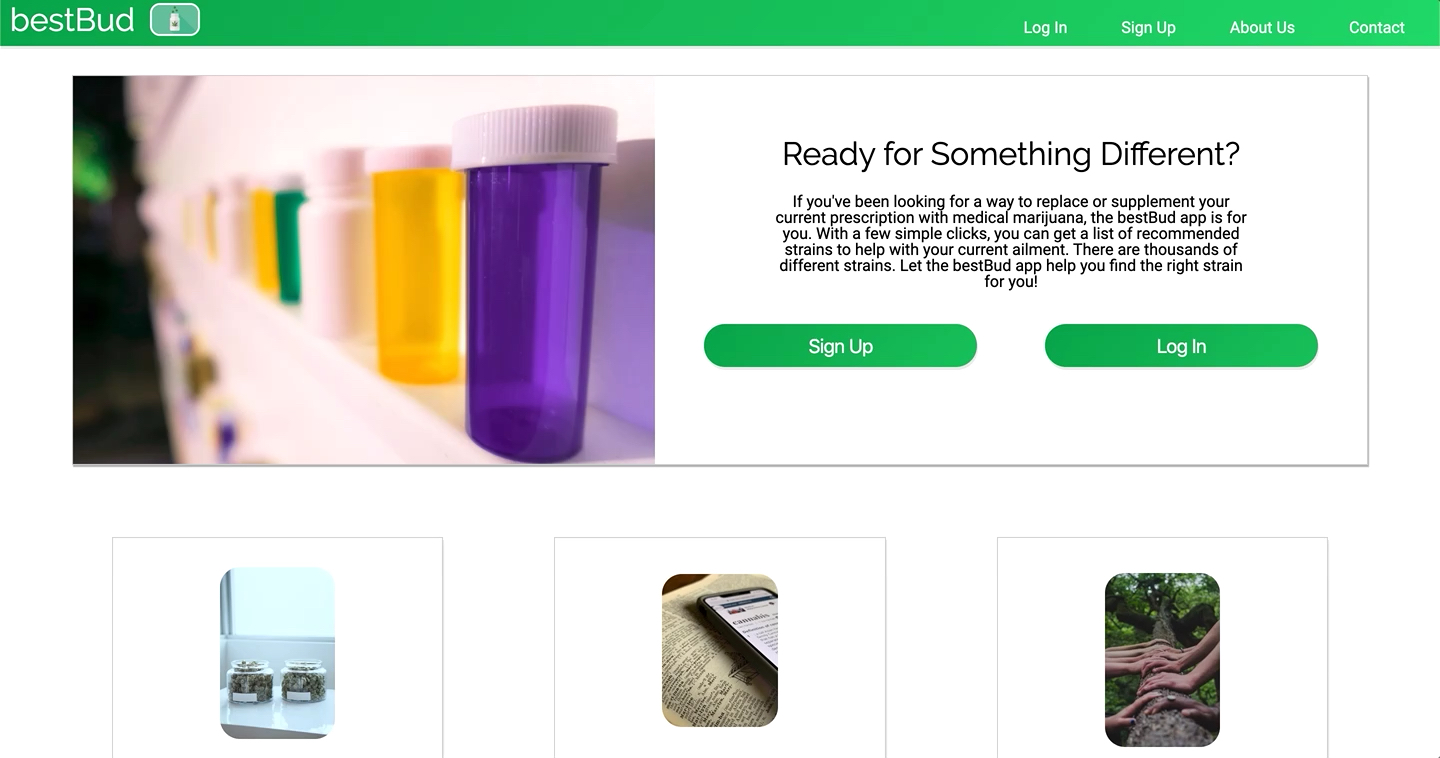 bestBud
Log In
Sign Up
About Us
Contact
Ready for Something Different?
If you've been looking for a way to replace or supplement your
current prescription with medical marijuana, the bestBud app is for
you. With a few simple clicks, you can get a list of recommended
strains to help with your current ailment. There are thousands of
different strains. Let the bestBud app help you find the right strain
for you!
Sign Up
Log In
cannabis